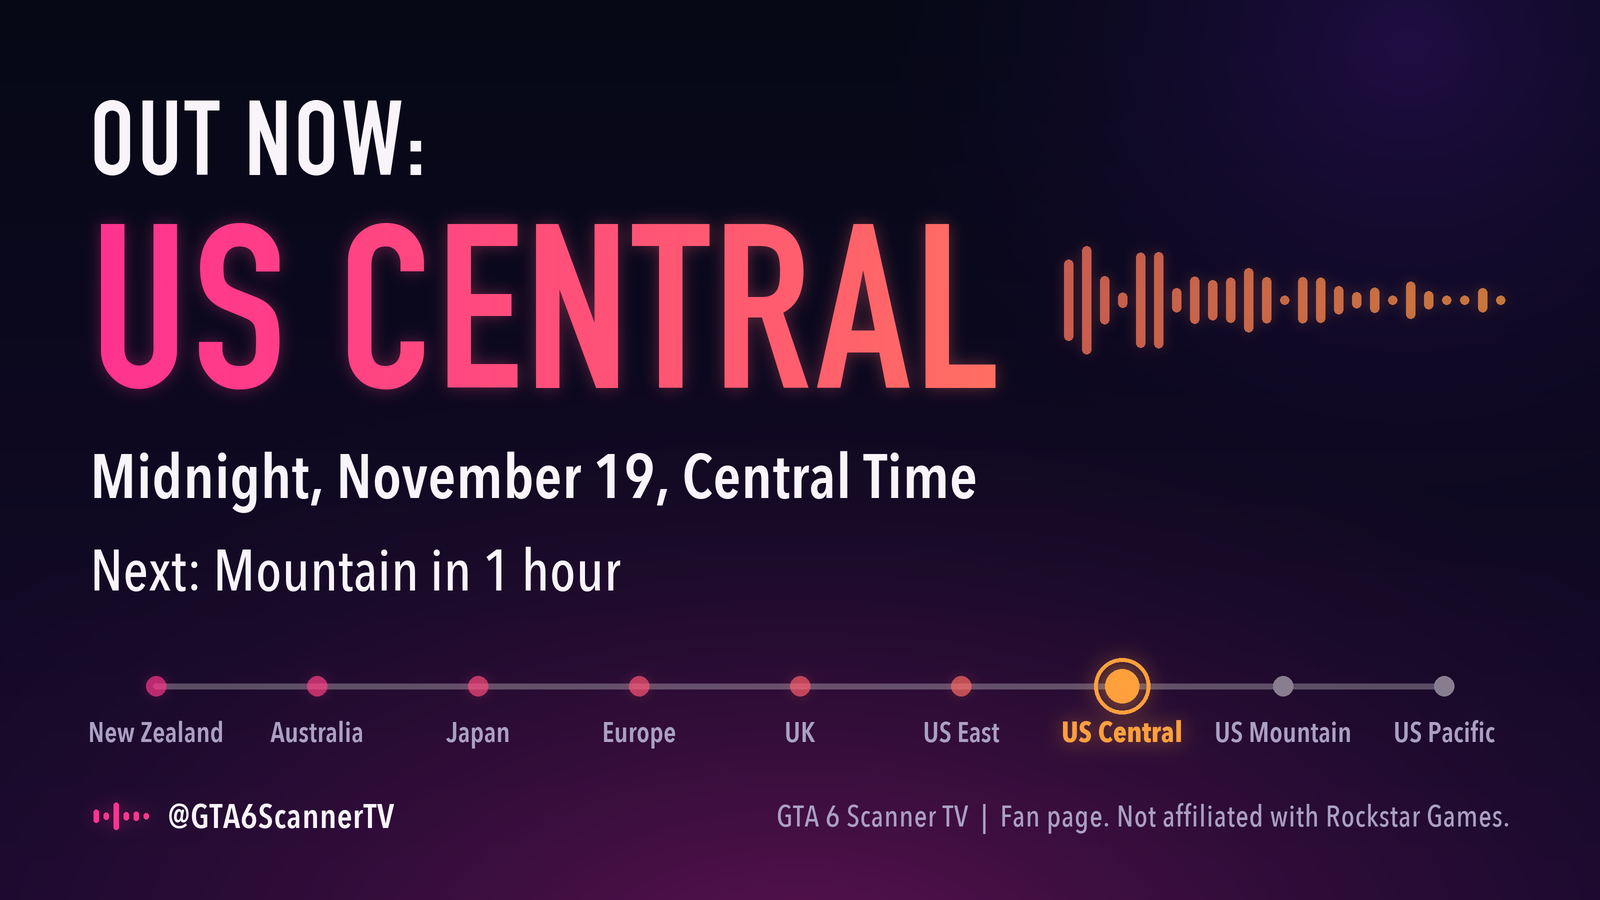 OUT NOW:
US CENTRAL
Midnight, November 19, Central Time
Next: Mountain in 1 hour
New Zealand Australia Japan Europe UK US East US Central US Mountain US Pacific
@GTA6ScannerTV
GTA 6 Scanner TV | Fan page. Not affiliated with Rockstar Games.